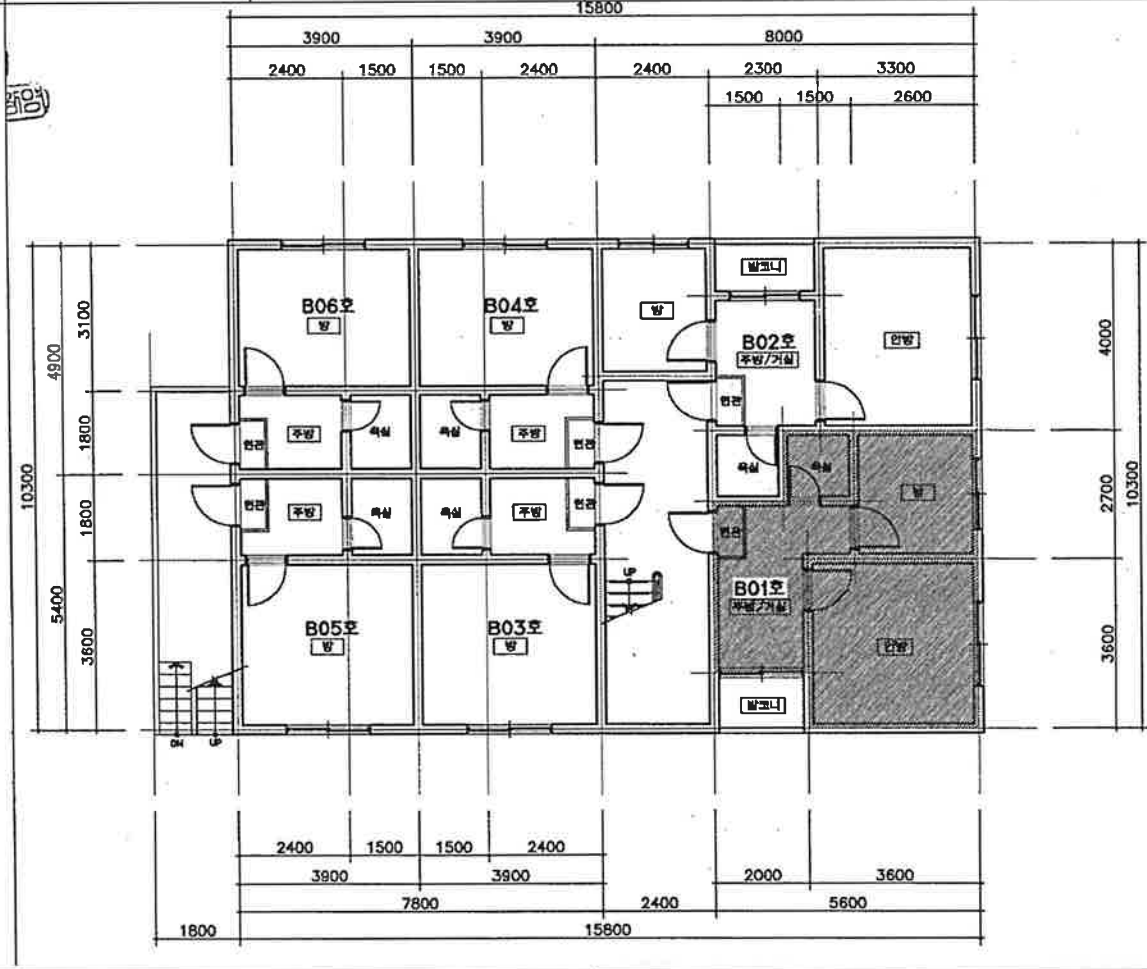 15800
3900 3900 8000
2400 1500 1500 2400 2400 2300 3300
1500 1500 2600
발코니
B06호
방
B04호
방
방
B02호
주방/거실
안방
3100
4900
4000
현관
주방
욕실
욕실
주방
현관
현관
욕실
욕실
방
1800
10300
2700
10300
현관
주방
욕실
욕실
주방
현관
현관
1800
UP
B01호
주방/거실
5400
3600
B05호
방
B03호
방
안방
3600
발코니
DN UP
2400 1500 1500 2400
3900 3900 2000 3600
7800 2400 5600
1800 15800